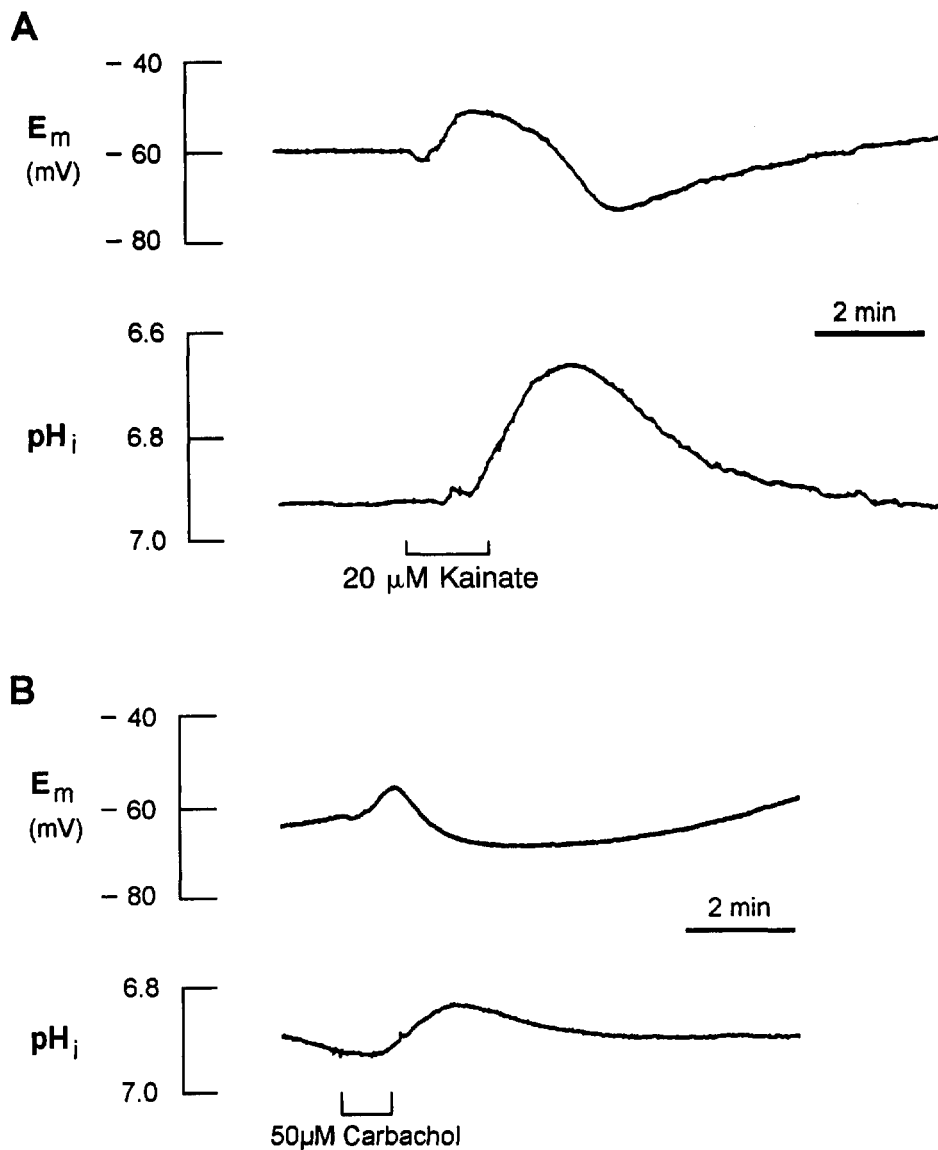 A
– 40
E m
(mV)
– 60
– 80
2 min
6.6
pH i
6.8
7.0
20 µM Kainate
B
– 40
E m
(mV)
– 60
– 80
2 min
6.8
pH i
7.0
50µM Carbachol